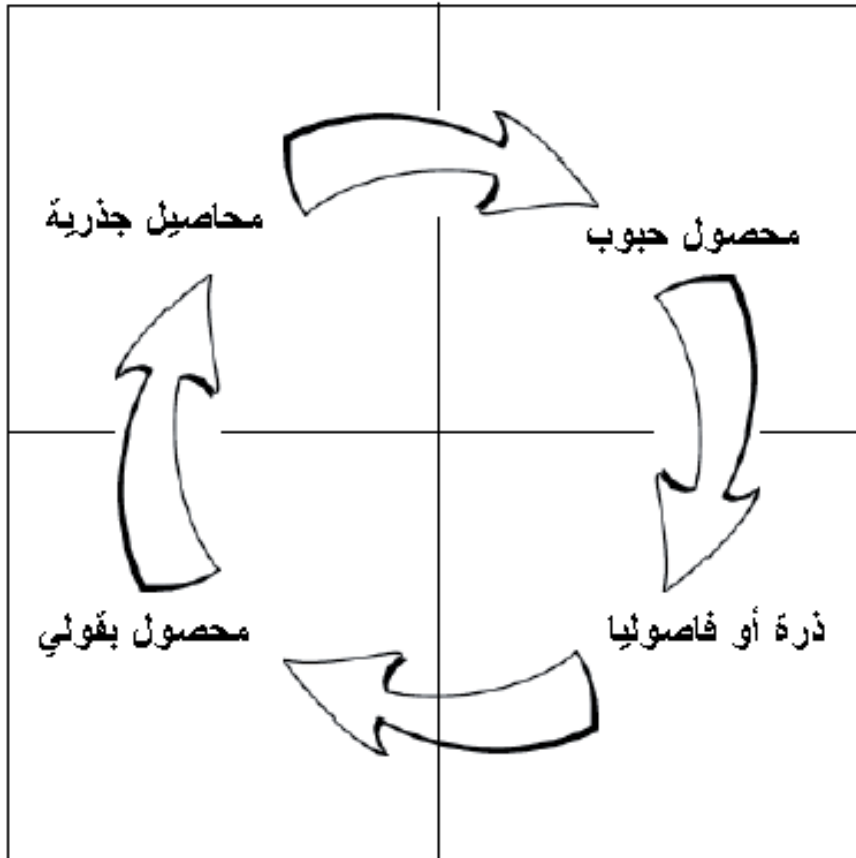 محصول حبوب
محاصيل جذرية
ذرة أو فاصوليا
محصول بقولي